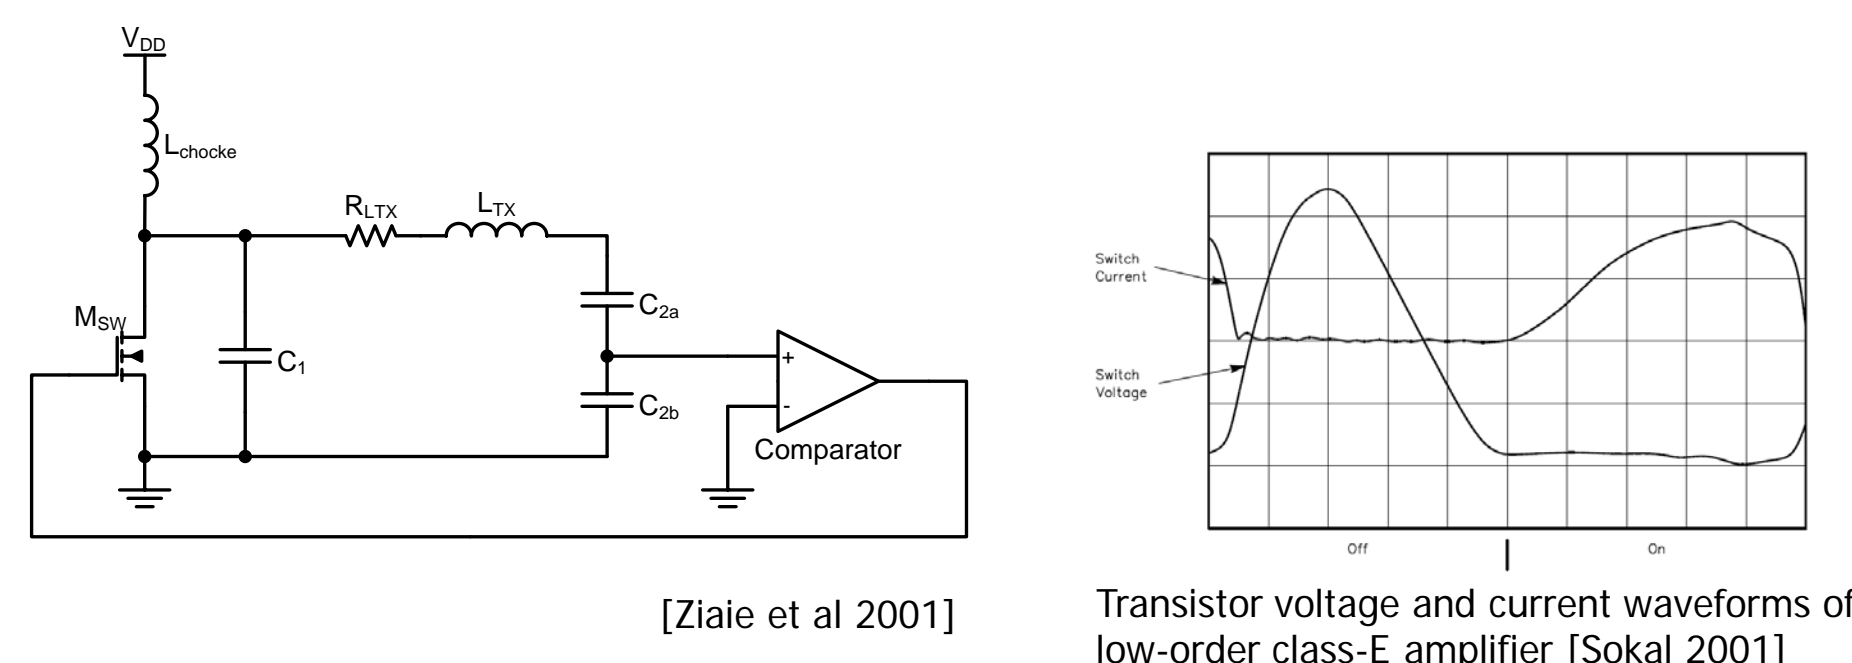 V_DD
L_chocke
R_LTX
L_TX
C_2a
M_SW
C_1
+
-
C_2b
Comparator
[Ziaie et al 2001]
Switch
Current
Switch
Voltage
Off
On
Transistor voltage and current waveforms of
low-order class-E amplifier [Sokal 2001]